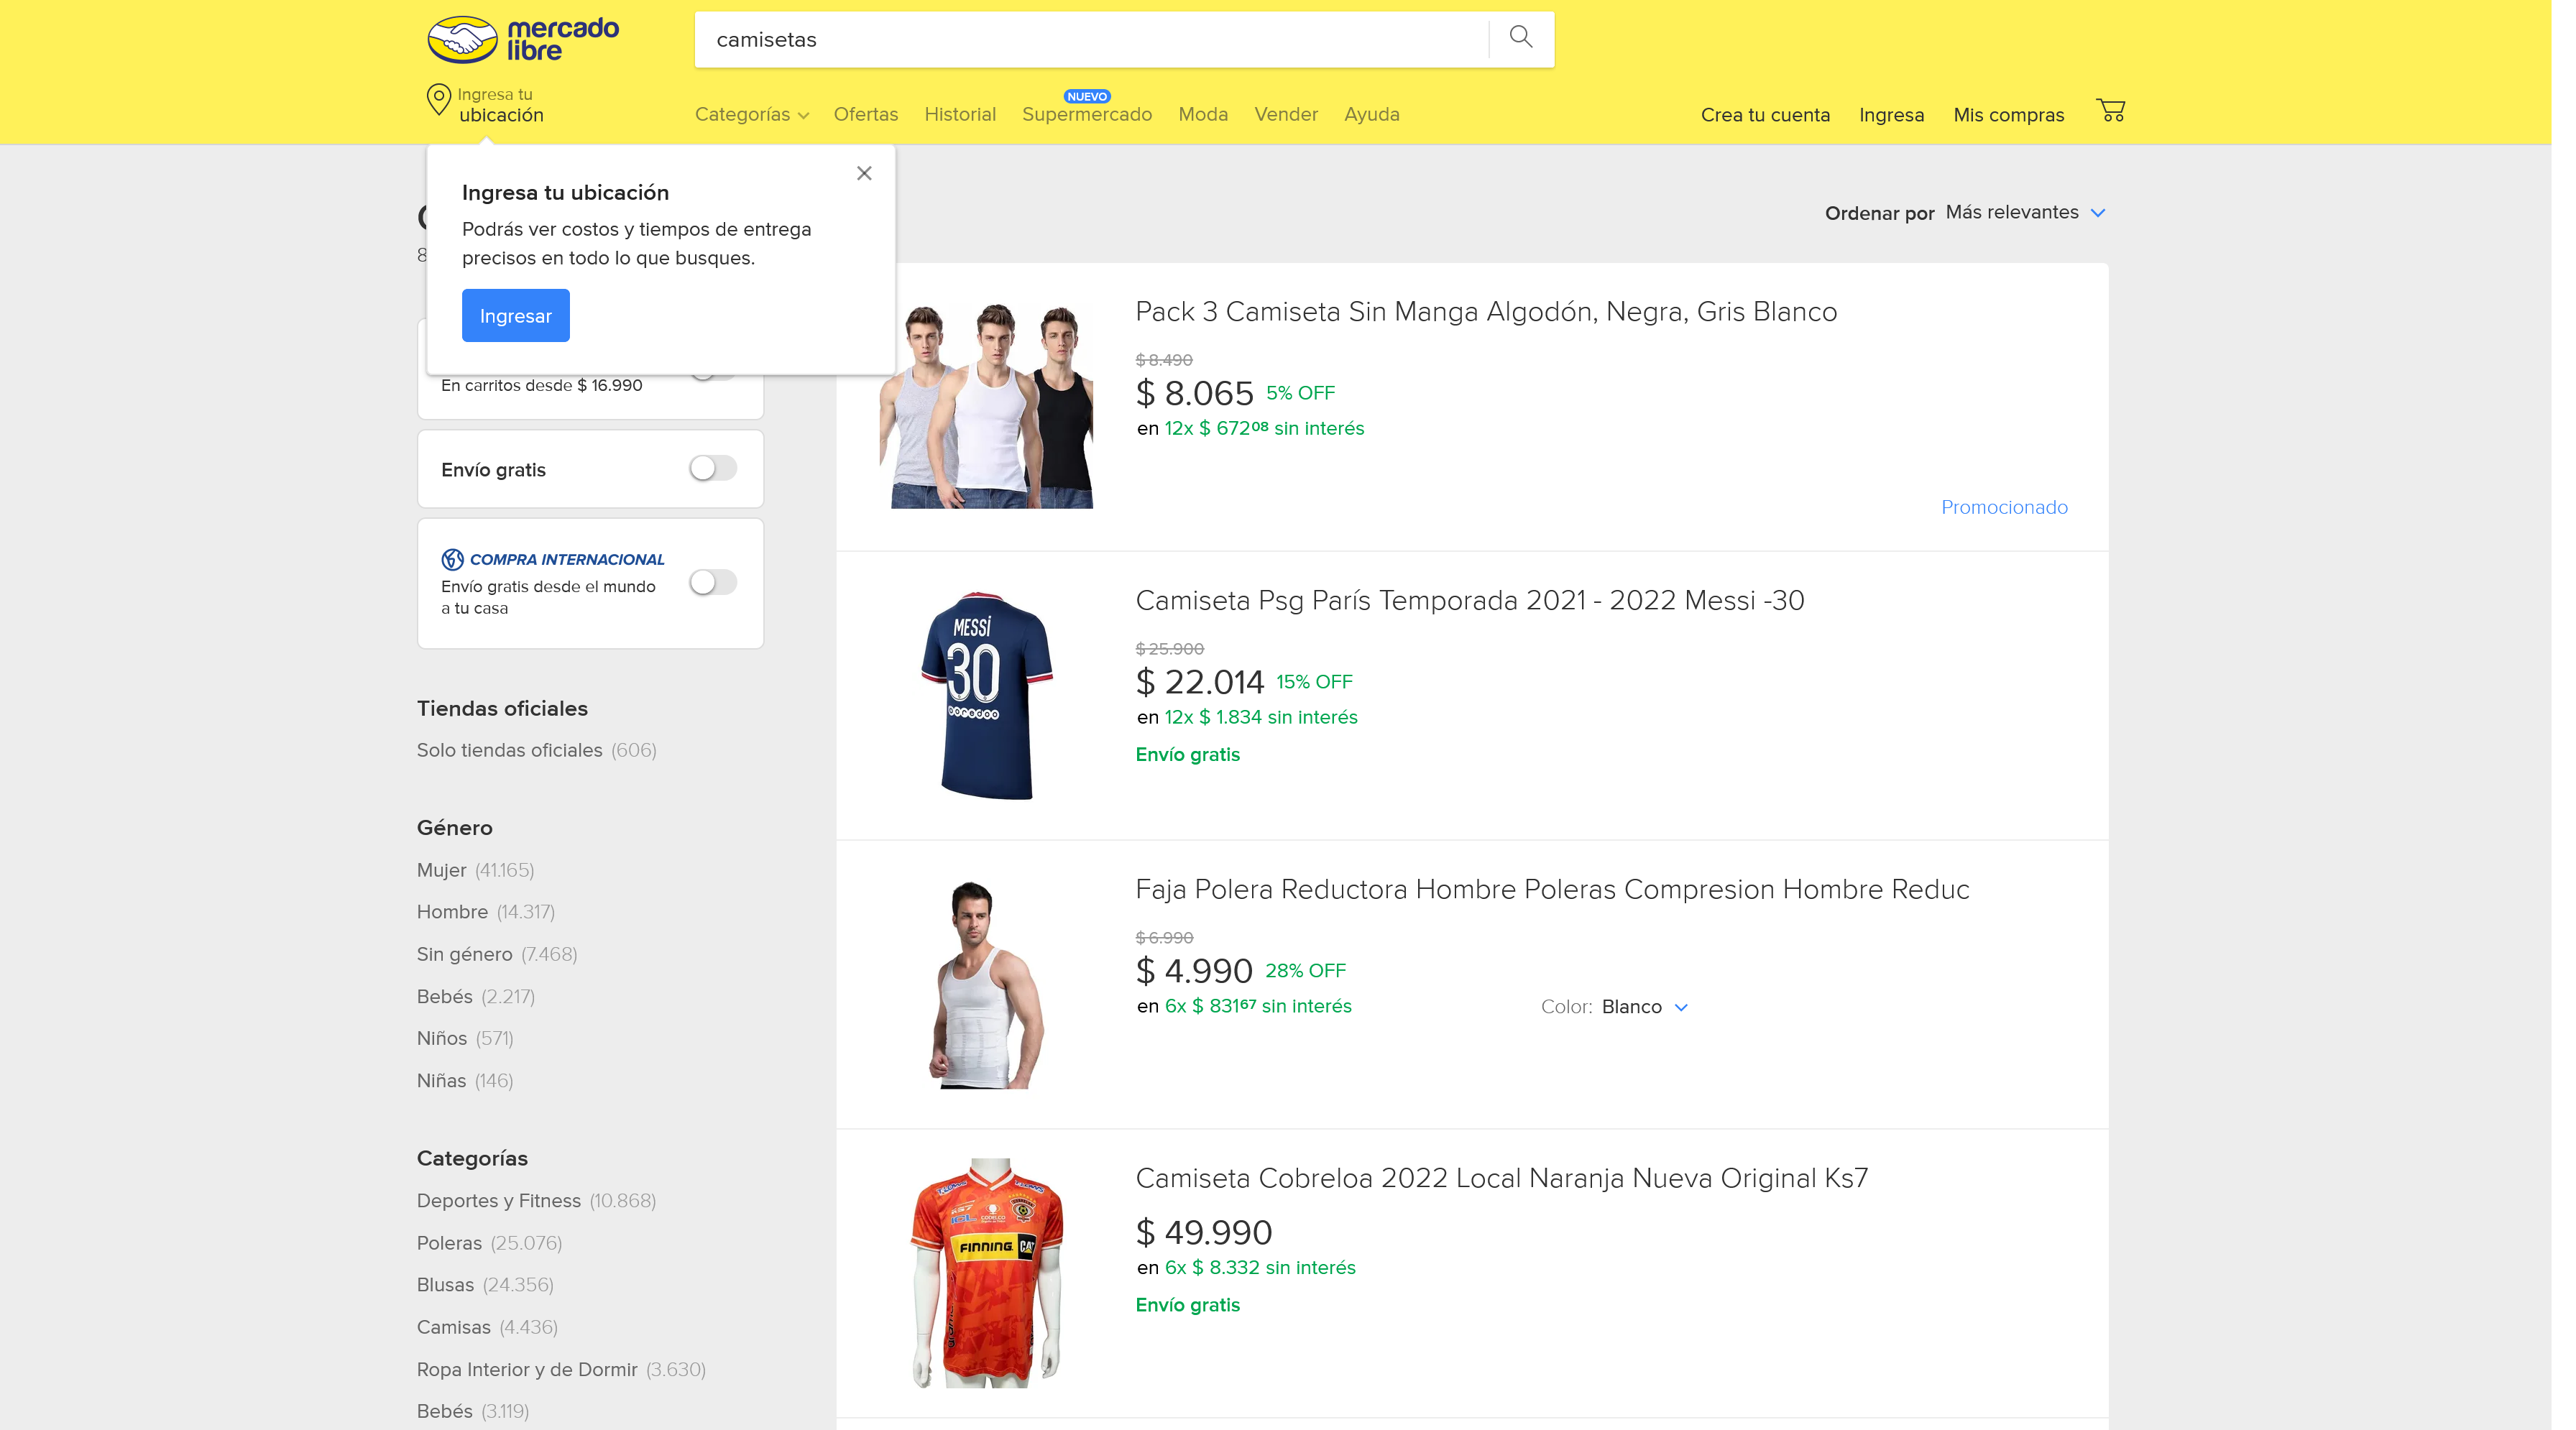 mercado
libre
camisetas
Ingresa tu
ubicación
Categorías
Ofertas
Historial
NUEVO
Supermercado
Moda
Vender
Ayuda
Crea tu cuenta
Ingresa
Mis compras
Ingresa tu ubicación
Podrás ver costos y tiempos de entrega
precisos en todo lo que busques.
Ingresar
Ordenar por Más relevantes
En carritos desde $ 16.990
Envío gratis
COMPRA INTERNACIONAL
Envío gratis desde el mundo
a tu casa
Tiendas oficiales
Solo tiendas oficiales (606)
Género
Mujer (41.165)
Hombre (14.317)
Sin género (7.468)
Bebés (2.217)
Niños (571)
Niñas (146)
Categorías
Deportes y Fitness (10.868)
Poleras (25.076)
Blusas (24.356)
Camisas (4.436)
Ropa Interior y de Dormir (3.630)
Bebés (3.119)
Pack 3 Camiseta Sin Manga Algodón, Negra, Gris Blanco
$ 8.490
$ 8.065 5% OFF
en 12x $ 672 08 sin interés
Promocionado
MESSI
30
ooredoo
Camiseta Psg París Temporada 2021 - 2022 Messi -30
$ 25.900
$ 22.014 15% OFF
en 12x $ 1.834 sin interés
Envío gratis
Faja Polera Reductora Hombre Poleras Compresion Hombre Reduc
$ 6.990
$ 4.990 28% OFF
en 6x $ 831 67 sin interés
Color: Blanco
KS7
FINNING CAT
Camiseta Cobreloa 2022 Local Naranja Nueva Original Ks7
$ 49.990
en 6x $ 8.332 sin interés
Envío gratis